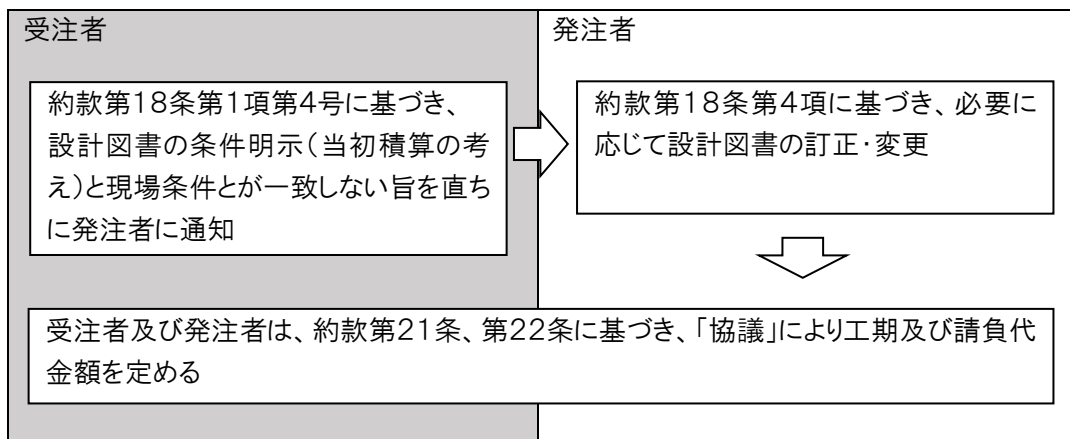 受注者
発注者
約款第１８条第１項第４号に基づき、
設計図書の条件明示（当初積算の考
え）と現場条件とが一致しない旨を直ち
に発注者に通知
約款第１８条第４項に基づき、必要に
応じて設計図書の訂正・変更
受注者及び発注者は、約款第２１条、第２２条に基づき、「協議」により工期及び請負代
金額を定める